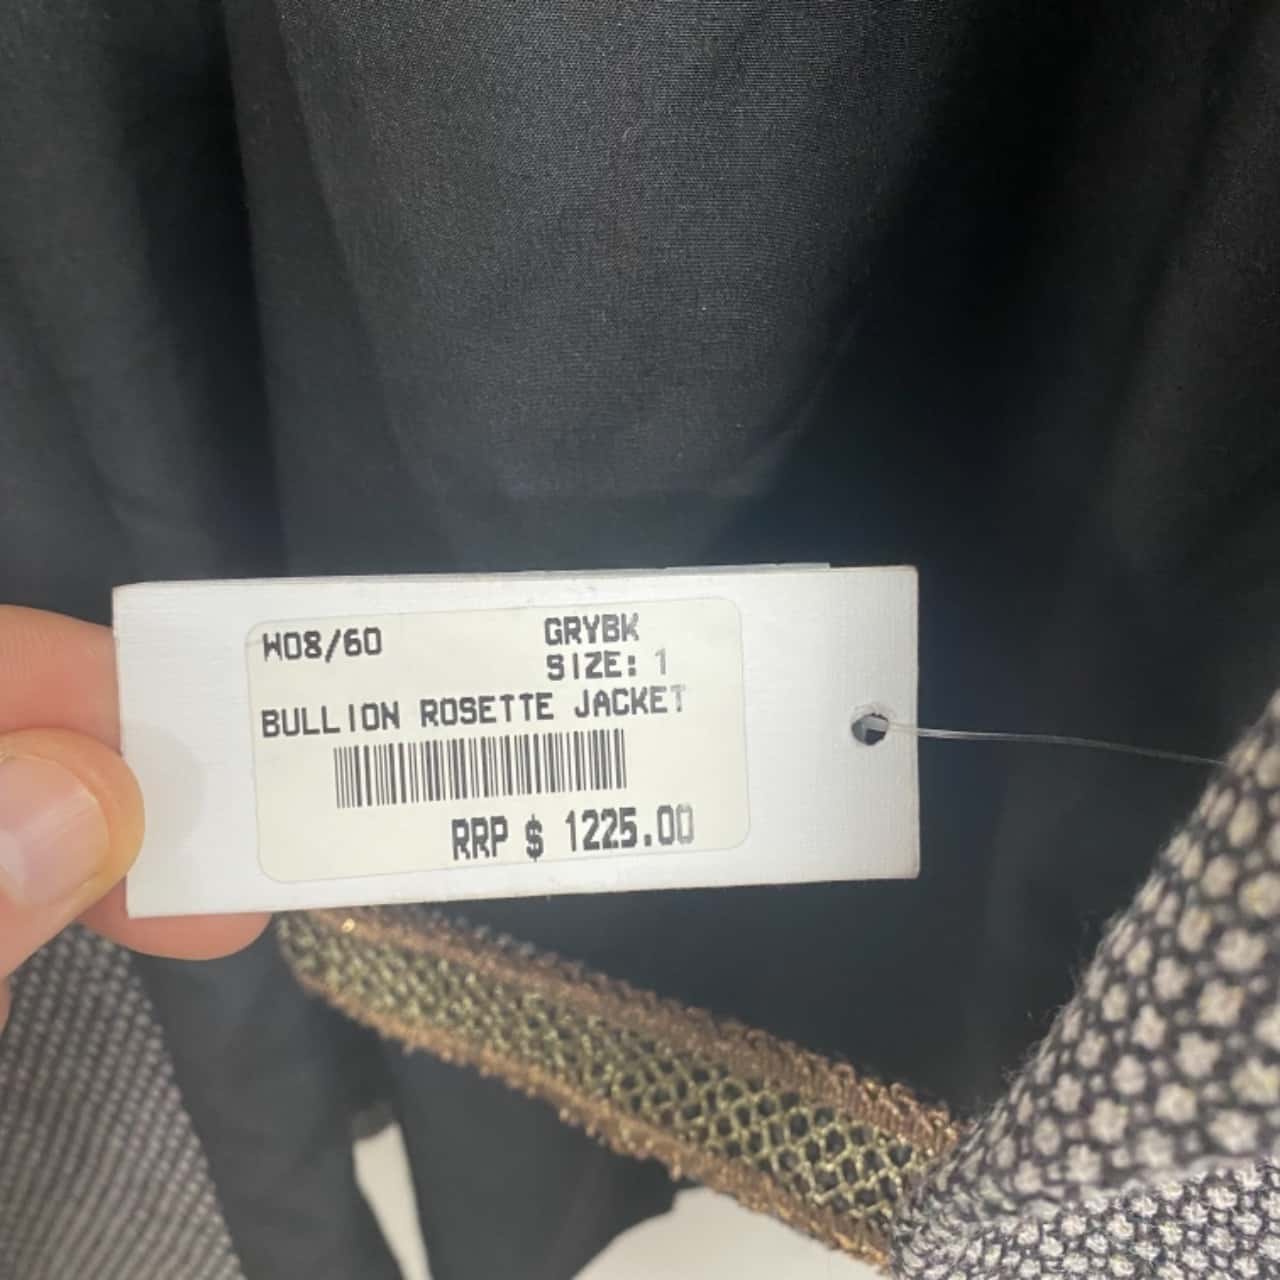 W08/60 GRYBK
SIZE: 1
BULLION ROSETTE JACKET
RRP $ 1225.00